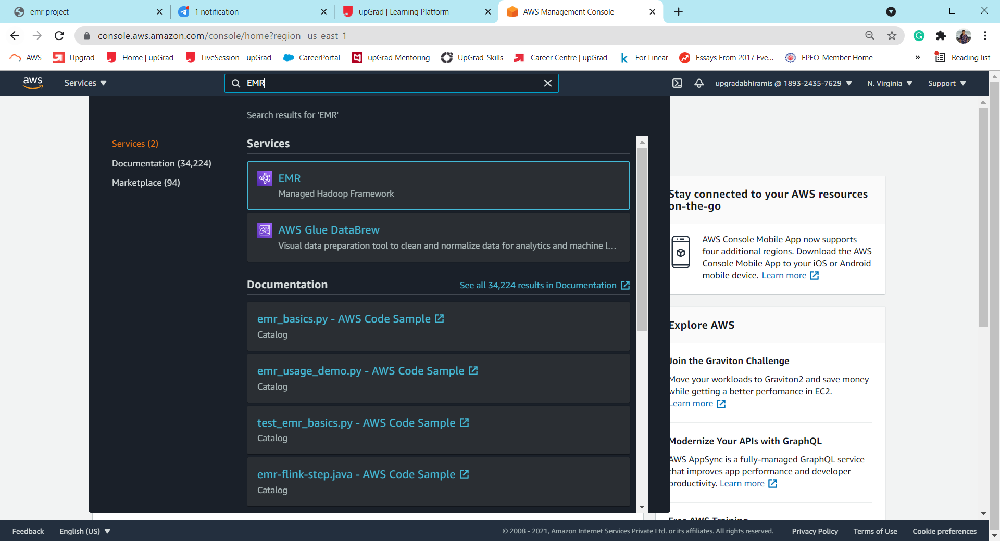 emr project
1 notification
upGrad | Learning Platform
AWS Management Console
console.aws.amazon.com/console/home?region=us-east-1
AWS
Upgrad
Home | upGrad
LiveSession - upGrad
CareerPortal
upGrad Mentoring
UpGrad-Skills
Career Centre | upGrad
For Linear
Essays From 2017 Eve...
EPFO-Member Home
»
Reading list
aws
Services
EMR
upgradabhiramis @ 1893-2435-7629
N. Virginia
Support
Search results for 'EMR'
Services (2)
Documentation (34,224)
Marketplace (94)
Services
EMR
Managed Hadoop Framework
AWS Glue DataBrew
Visual data preparation tool to clean and normalize data for analytics and machine l...
Documentation
See all 34,224 results in Documentation
emr_basics.py - AWS Code Sample
Catalog
emr_usage_demo.py - AWS Code Sample
Catalog
test_emr_basics.py - AWS Code Sample
Catalog
emr-flink-step.java - AWS Code Sample
Catalog
Stay connected to your AWS resources
on-the-go
AWS Console Mobile App now supports
four additional regions. Download the AWS
Console Mobile App to your iOS or Android
mobile device. Learn more
Explore AWS
Join the Graviton Challenge
Move your workloads to Graviton2 and save money
while getting a better perfomance in EC2.
Learn more
Modernize Your APIs with GraphQL
AWS AppSync is a fully-managed GraphQL service
that improves app performance and developer
productivity. Learn more
Free AWS Training
Feedback
English (US)
© 2008 - 2021, Amazon Internet Services Private Ltd. or its affiliates. All rights reserved.
Privacy Policy
Terms of Use
Cookie preferences